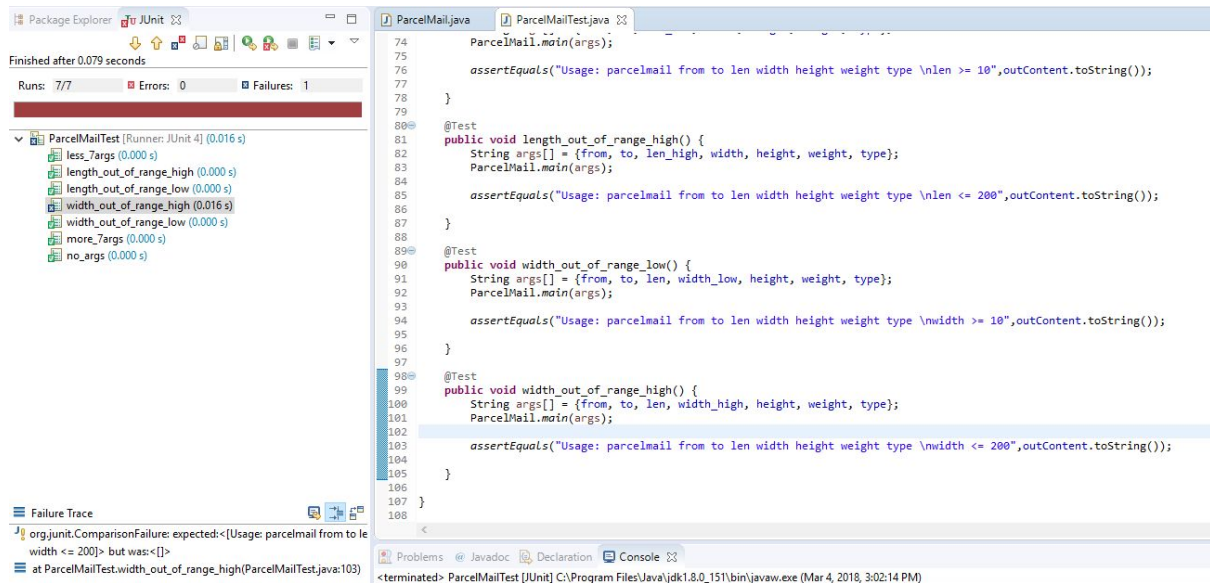 Package Explorer JUnit
Finished after 0.079 seconds
Runs: 7/7 Errors: 0 Failures: 1
ParcelMailTest [Runner: JUnit 4] (0.016 s)
less_7args (0.000 s)
length_out_of_range_high (0.000 s)
length_out_of_range_low (0.000 s)
width_out_of_range_high (0.016 s)
width_out_of_range_low (0.000 s)
more_7args (0.000 s)
no_args (0.000 s)
Failure Trace
org.junit.ComparisonFailure: expected:<[Usage: parcelmail from to le
width <= 200]> but was:<[]>
at ParcelMailTest.width_out_of_range_high(ParcelMailTest.java:103)
ParcelMail.java ParcelMailTest.java
74 ParcelMail.main(args);
75
76 assertEquals("Usage: parcelmail from to len width height weight type \nlen >= 10",outContent.toString());
77
78 }
79
80 @Test
81 public void length_out_of_range_high() {
82 String args[] = {from, to, len_high, width, height, weight, type};
83 ParcelMail.main(args);
84
85 assertEquals("Usage: parcelmail from to len width height weight type \nlen <= 200",outContent.toString());
86
87 }
88
89 @Test
90 public void width_out_of_range_low() {
91 String args[] = {from, to, len, width_low, height, weight, type};
92 ParcelMail.main(args);
93
94 assertEquals("Usage: parcelmail from to len width height weight type \nwidth >= 10",outContent.toString());
95
96 }
97
98 @Test
99 public void width_out_of_range_high() {
100 String args[] = {from, to, len, width_high, height, weight, type};
101 ParcelMail.main(args);
102
103 assertEquals("Usage: parcelmail from to len width height weight type \nwidth <= 200",outContent.toString());
104
105 }
106
107 }
108
Problems @ Javadoc Declaration Console
<terminated> ParcelMailTest [JUnit] C:\Program Files\Java\jdk1.8.0_151\bin\javaw.exe (Mar 4, 2018, 3:02:14 PM)